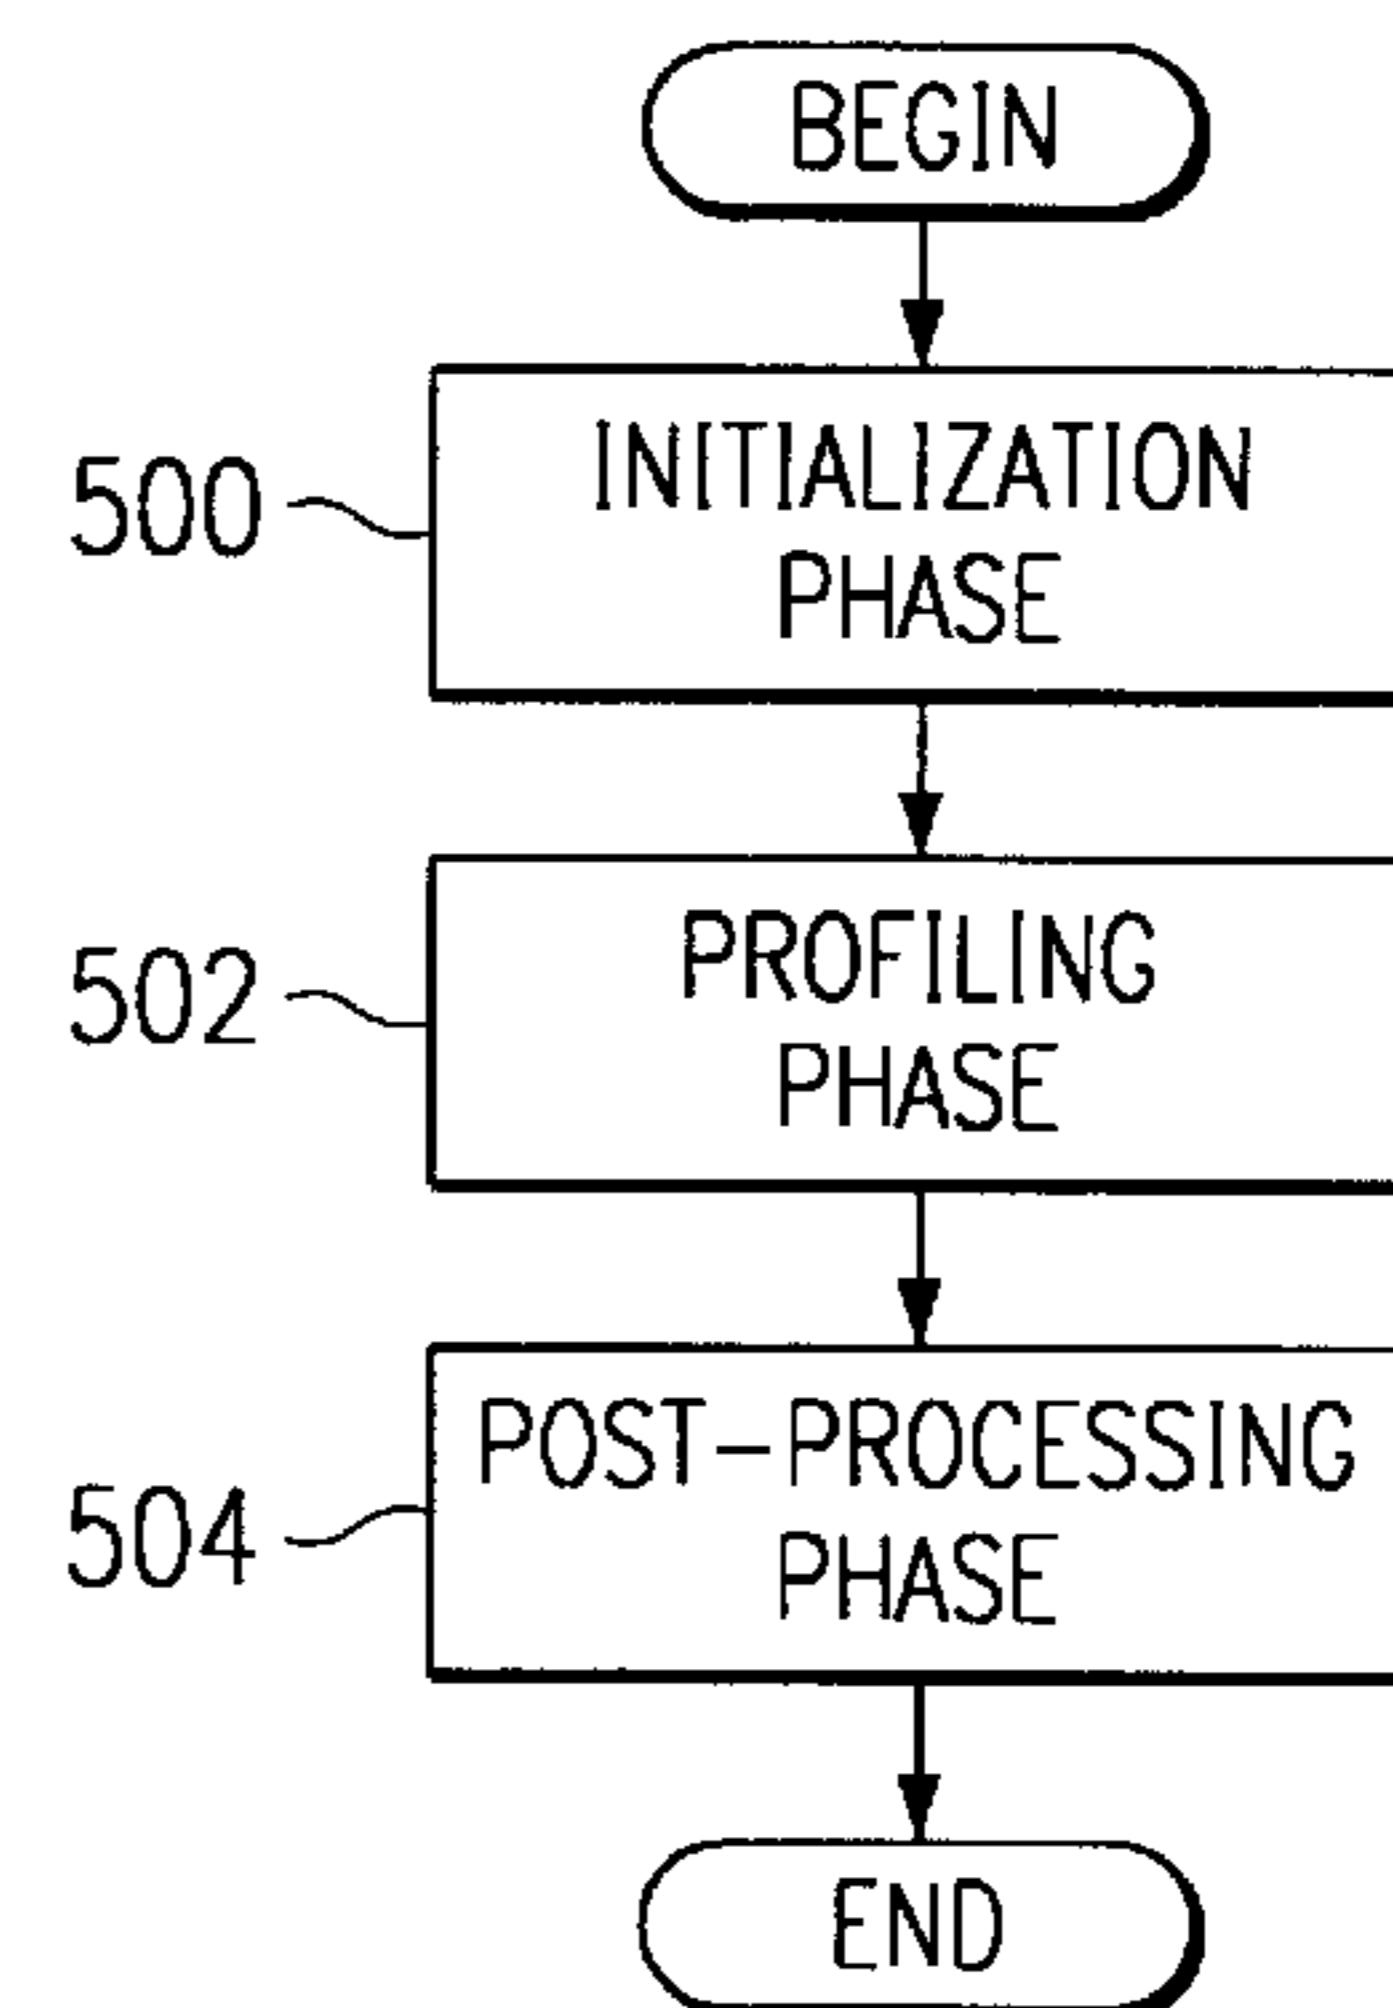 BEGIN
500
INITIALIZATION
PHASE
502
PROFILING
PHASE
504
POST-PROCESSING
PHASE
END